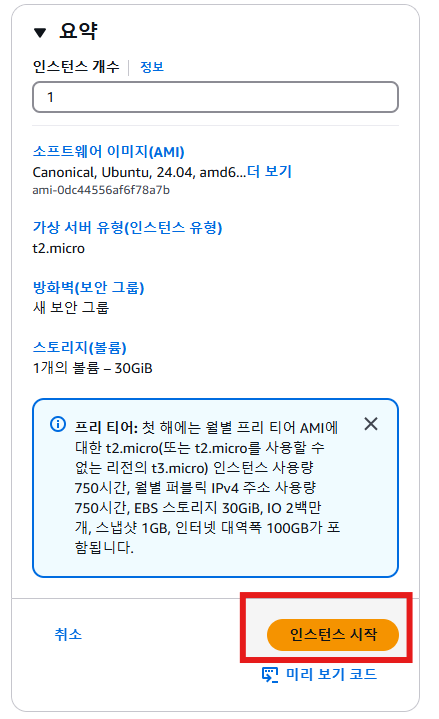 요약
인스턴스 개수 정보
1
소프트웨어 이미지(AMI)
Canonical, Ubuntu, 24.04, amd6...더 보기
ami-0dc44556af6f78a7b
가상 서버 유형(인스턴스 유형)
t2.micro
방화벽(보안 그룹)
새 보안 그룹
스토리지(볼륨)
1개의 볼륨 – 30GiB
프리 티어: 첫 해에는 월별 프리 티어 AMI에
대한 t2.micro(또는 t2.micro를 사용할 수
없는 리전의 t3.micro) 인스턴스 사용량
750시간, 월별 퍼블릭 IPv4 주소 사용량
750시간, EBS 스토리지 30GiB, IO 2백만
개, 스냅샷 1GB, 인터넷 대역폭 100GB가 포
함됩니다.
취소
인스턴스 시작
미리 보기 코드